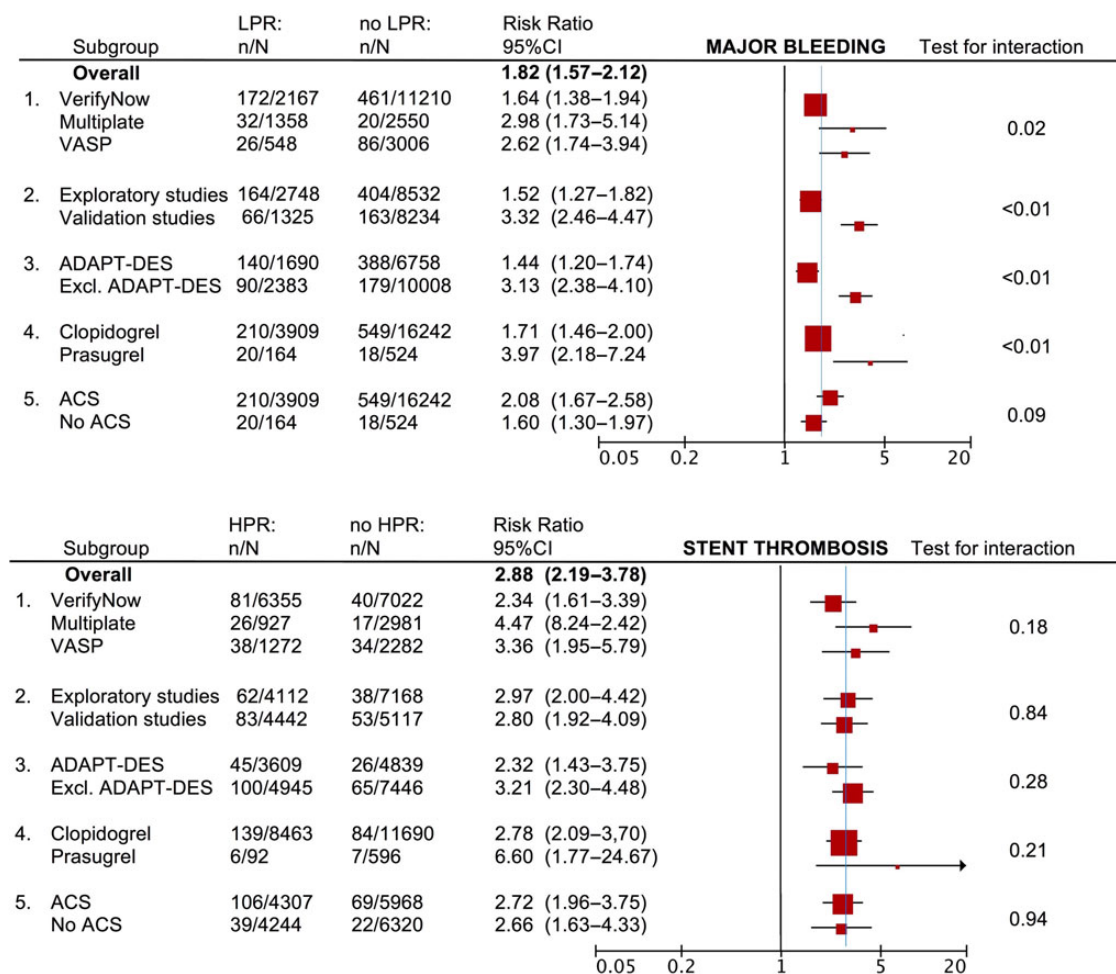 LPR: no LPR: Risk Ratio
Subgroup n/N n/N 95%CI MAJOR BLEEDING Test for interaction
Overall 1.82 (1.57–2.12)
1. VerifyNow 172/2167 461/11210 1.64 (1.38–1.94)
Multiplate 32/1358 20/2550 2.98 (1.73–5.14) 0.02
VASP 26/548 86/3006 2.62 (1.74–3.94)
2. Exploratory studies 164/2748 404/8532 1.52 (1.27–1.82)
<0.01
Validation studies 66/1325 163/8234 3.32 (2.46–4.47)
3. ADAPT-DES 140/1690 388/6758 1.44 (1.20–1.74)
<0.01
Excl. ADAPT-DES 90/2383 179/10008 3.13 (2.38–4.10)
4. Clopidogrel 210/3909 549/16242 1.71 (1.46–2.00)
<0.01
Prasugrel 20/164 18/524 3.97 (2.18–7.24
5. ACS 210/3909 549/16242 2.08 (1.67–2.58)
0.09
No ACS 20/164 18/524 1.60 (1.30–1.97)
0.05 0.2 1 5 20
HPR: no HPR: Risk Ratio
Subgroup n/N n/N 95%CI STENT THROMBOSIS Test for interaction
Overall 2.88 (2.19–3.78)
1. VerifyNow 81/6355 40/7022 2.34 (1.61–3.39)
Multiplate 26/927 17/2981 4.47 (8.24–2.42) 0.18
VASP 38/1272 34/2282 3.36 (1.95–5.79)
2. Exploratory studies 62/4112 38/7168 2.97 (2.00–4.42)
0.84
Validation studies 83/4442 53/5117 2.80 (1.92–4.09)
3. ADAPT-DES 45/3609 26/4839 2.32 (1.43–3.75)
0.28
Excl. ADAPT-DES 100/4945 65/7446 3.21 (2.30–4.48)
4. Clopidogrel 139/8463 84/11690 2.78 (2.09–3,70)
0.21
Prasugrel 6/92 7/596 6.60 (1.77–24.67)
5. ACS 106/4307 69/5968 2.72 (1.96–3.75)
0.94
No ACS 39/4244 22/6320 2.66 (1.63–4.33)
0.05 0.2 1 5 20